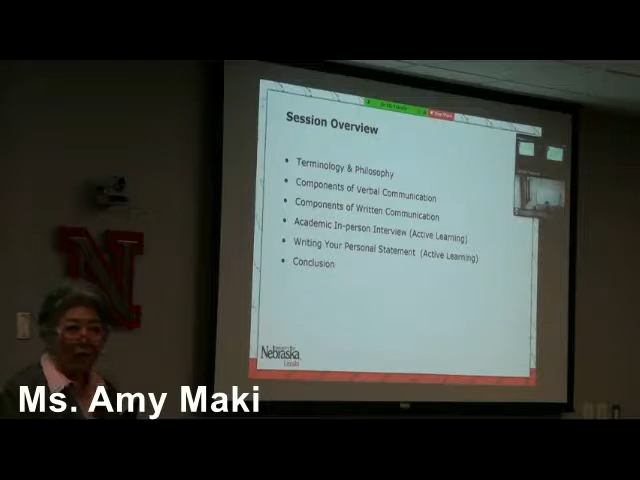 Session Overview
• Terminology & Philosophy
• Components of Verbal Communication
• Components of Written Communication
• Academic In-person Interview (Active Learning)
• Writing Your Personal Statement (Active Learning)
• Conclusion
N
Nebraska
Lincoln
Ms. Amy Maki